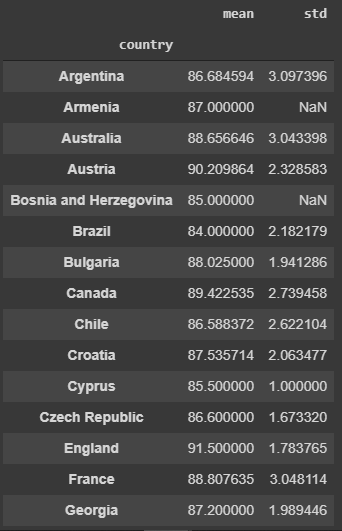 mean std
country
Argentina 86.684594 3.097396
Armenia 87.000000 NaN
Australia 88.656646 3.043398
Austria 90.209864 2.328583
Bosnia and Herzegovina 85.000000 NaN
Brazil 84.000000 2.182179
Bulgaria 88.025000 1.941286
Canada 89.422535 2.739458
Chile 86.588372 2.622104
Croatia 87.535714 2.063477
Cyprus 85.500000 1.000000
Czech Republic 86.600000 1.673320
England 91.500000 1.783765
France 88.807635 3.048114
Georgia 87.200000 1.989446